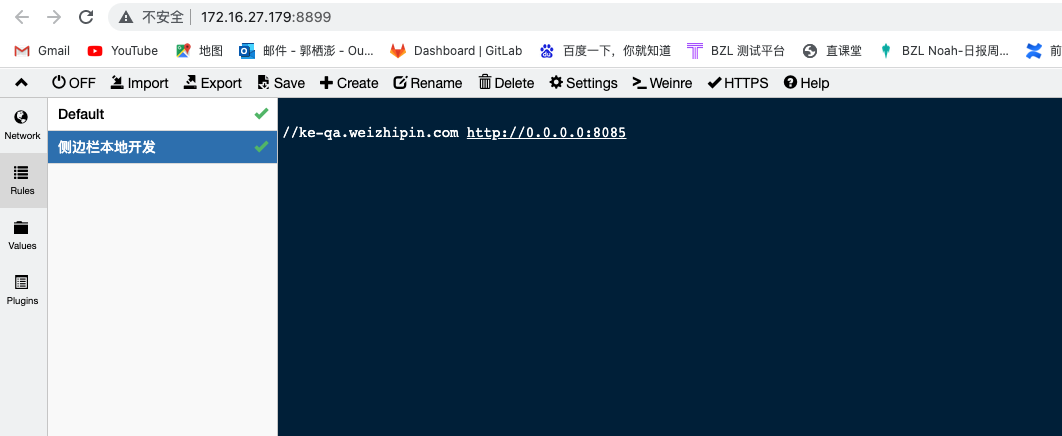 不安全 172.16.27.179:8899
Gmail YouTube 地图 邮件 - 郭栖澎 - Ou... Dashboard | GitLab 百度一下，你就知道 BZL 测试平台 直课堂 BZL Noah-日报周... 前
OFF Import Export Save Create Rename Delete Settings Weinre HTTPS Help
Network
Rules
Values
Plugins
Default
侧边栏本地开发
//ke-qa.weizhipin.com http://0.0.0.0:8085